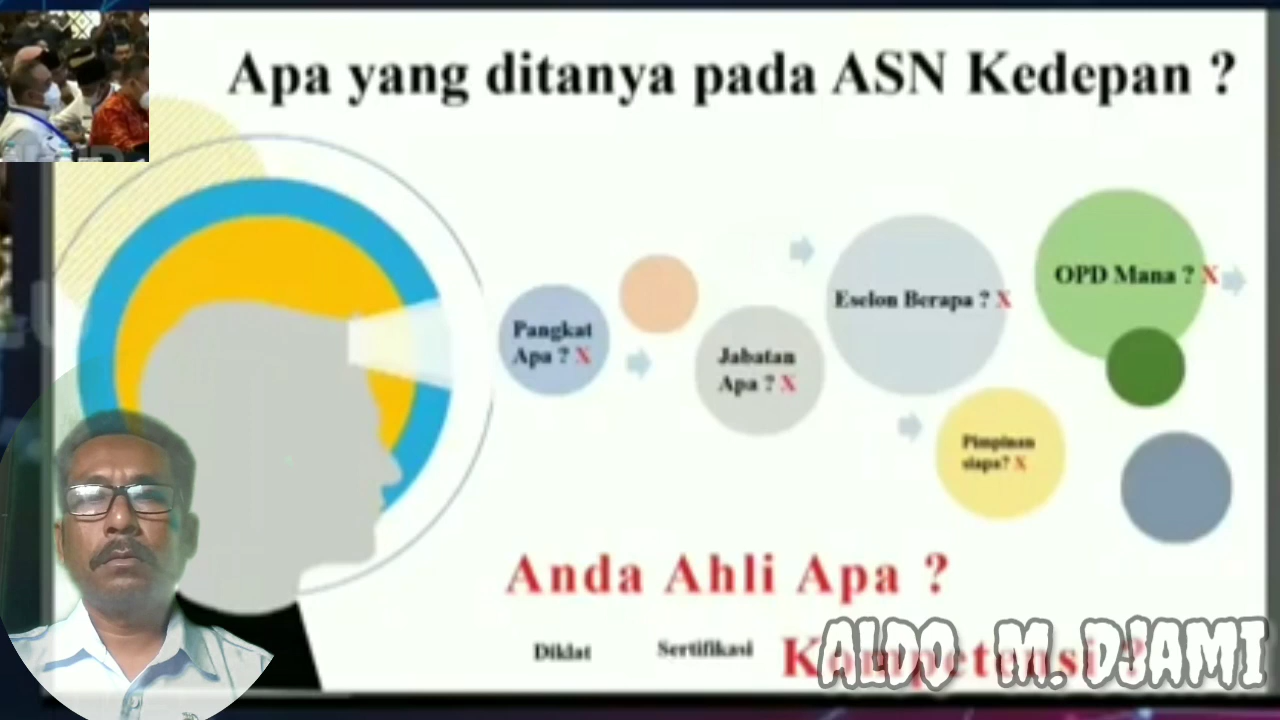 Apa yang ditanya pada ASN Kedepan ?
Pangkat
Apa ? X
Jabatan
Apa ? X
Eselon Berapa ? X
OPD Mana ? X
Pimpinan
siapa? X
Anda Ahli Apa ?
Diklat
Sertifikasi
Kompetensi ?
ALDO M. DJAMI